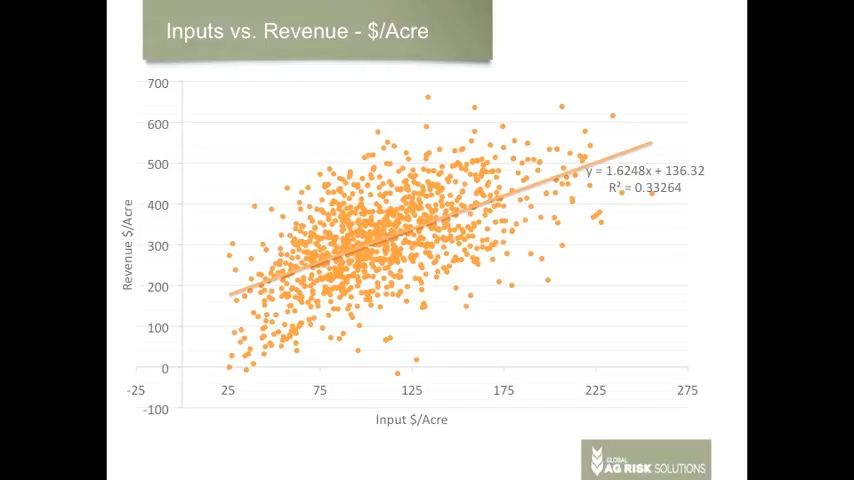 Inputs vs. Revenue - $/Acre
700
600
500
400
300
200
100
0
-100
Revenue $/Acre
y = 1.6248x + 136.32
R² = 0.33264
-25 25 75 125 175 225 275
Input $/Acre
GLOBAL
AG RISK SOLUTIONS